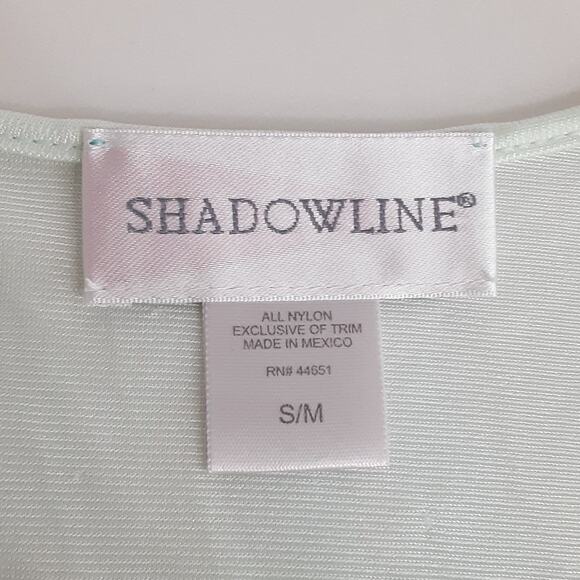 SHADOWLINE®
ALL NYLON
EXCLUSIVE OF TRIM
MADE IN MEXICO
RN# 44651
S/M